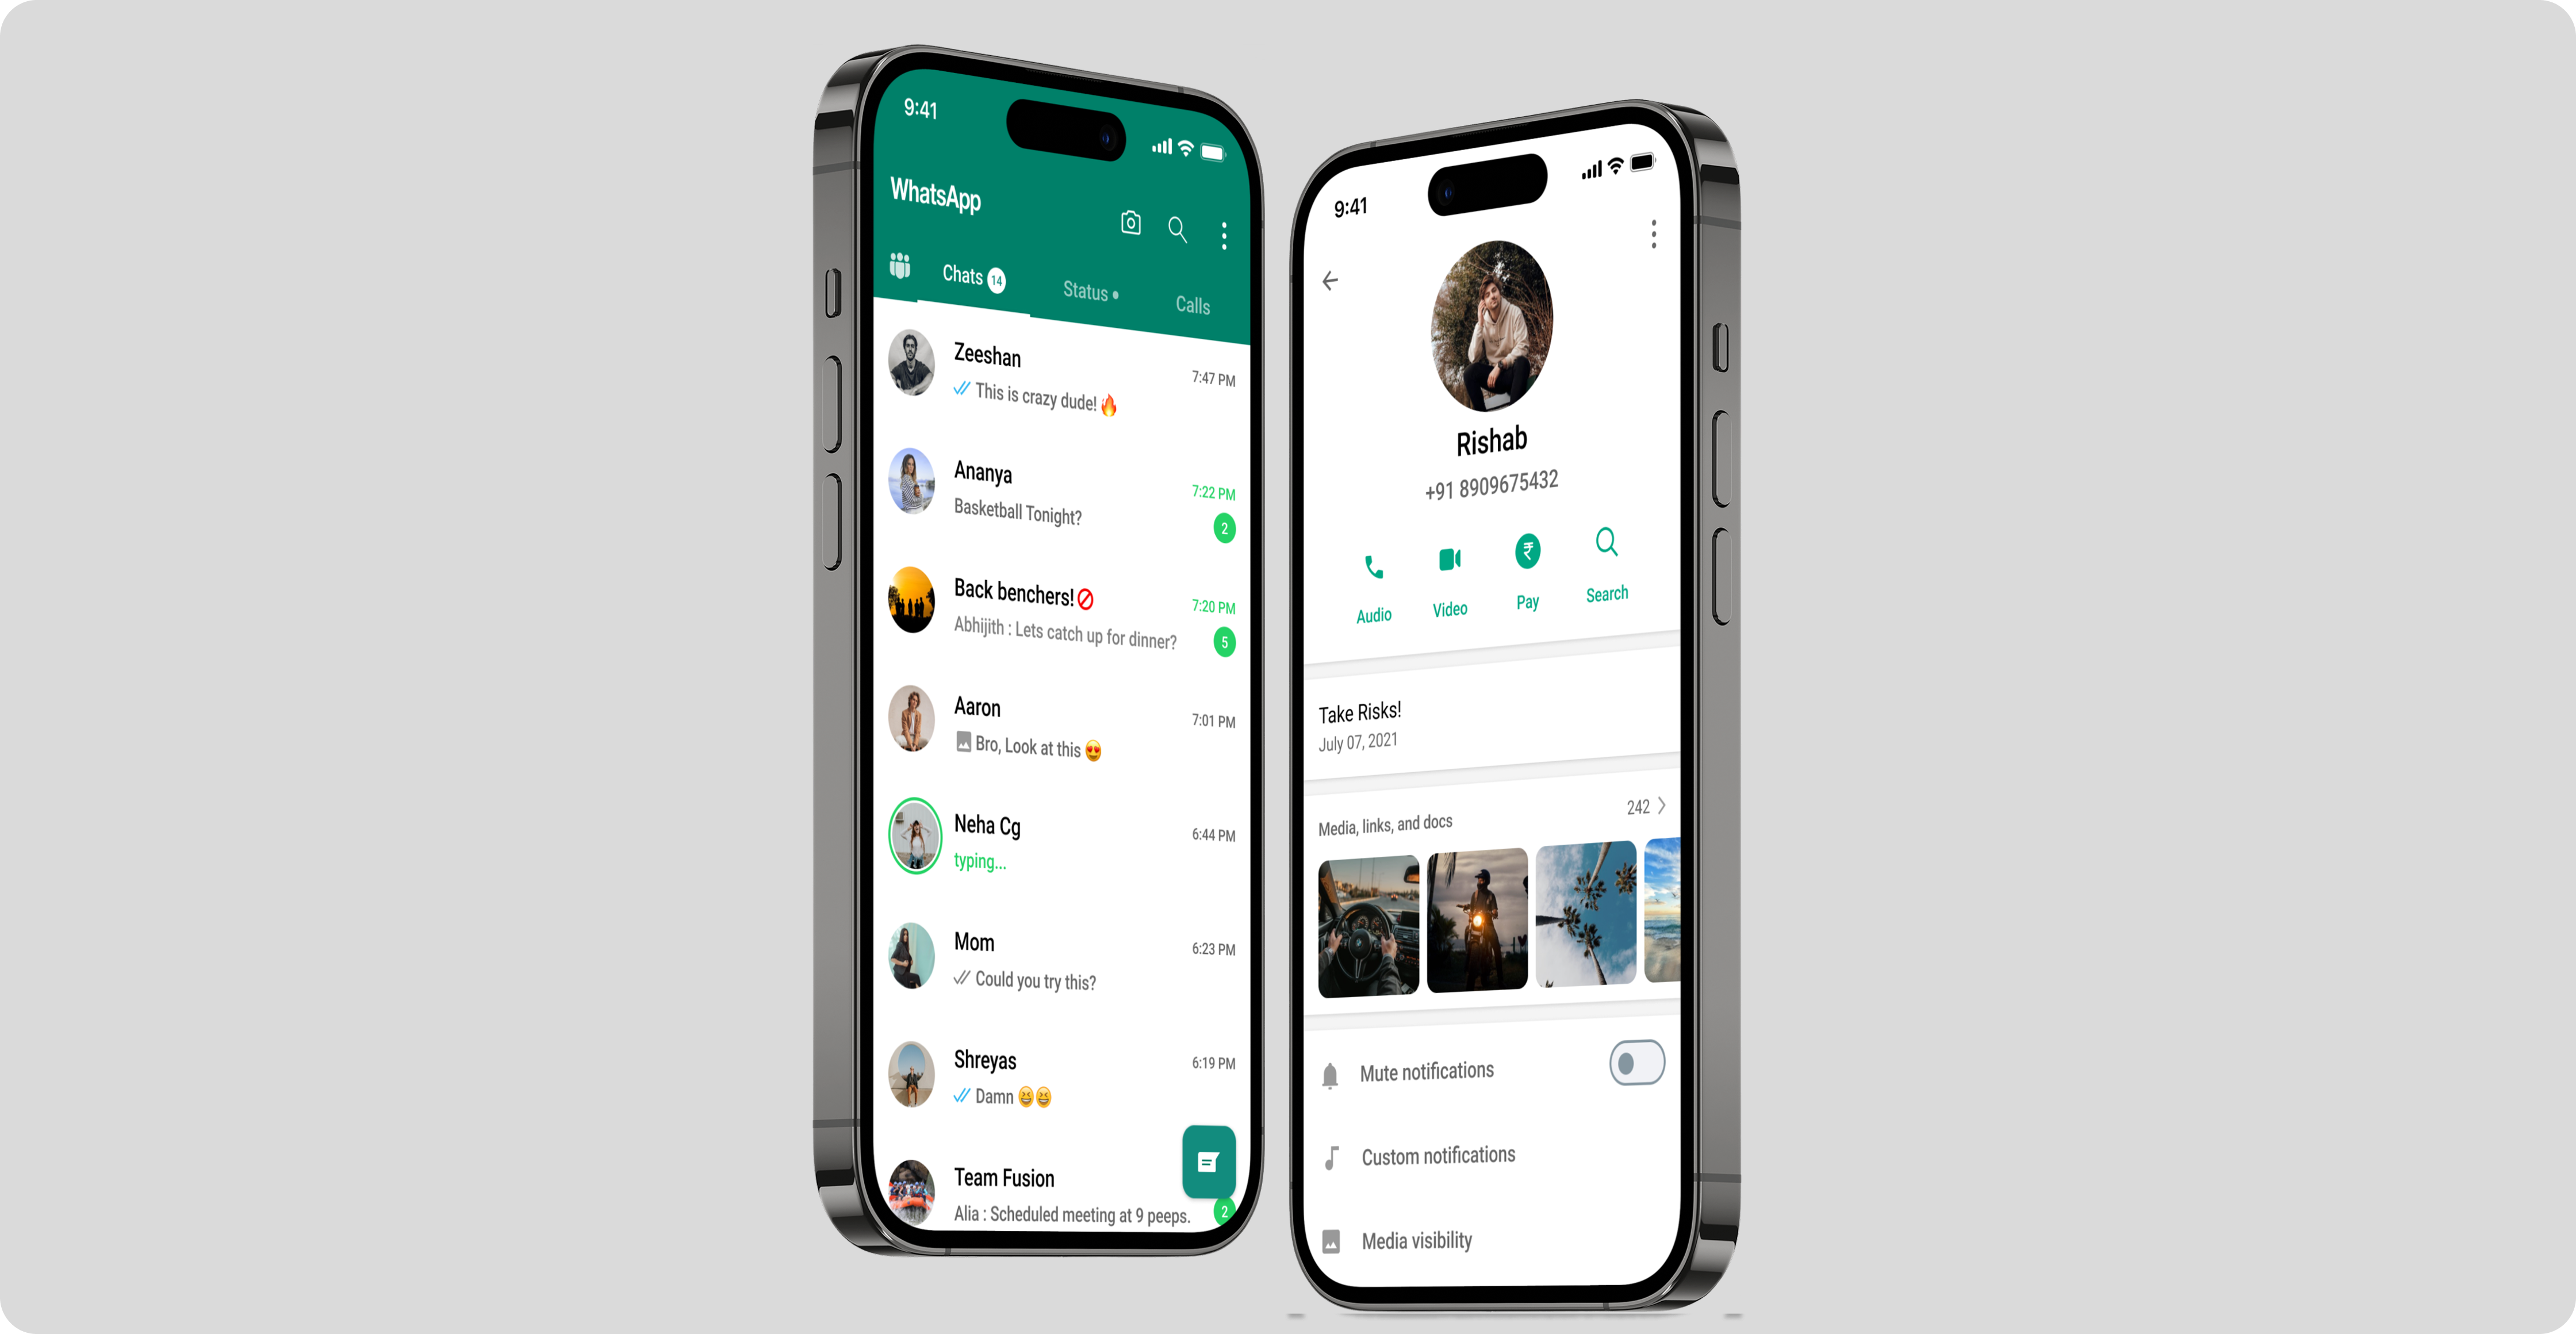 9:41
WhatsApp
Chats 14
Status
Calls
Zeeshan
7:47 PM
This is crazy dude! 🔥
Ananya
7:22 PM
Basketball Tonight?
2
Back benchers!🚫
7:20 PM
Abhijith : Lets catch up for dinner?
5
Aaron
7:01 PM
Bro, Look at this 😍
Neha Cg
6:44 PM
typing...
Mom
6:23 PM
Could you try this?
Shreyas
6:19 PM
Damn 😆😆
Team Fusion
Alia : Scheduled meeting at 9 peeps.
2
9:41
Rishab
+91 8909675432
₹
Audio
Video
Pay
Search
Take Risks!
July 07, 2021
Media, links, and docs
242
Mute notifications
Custom notifications
Media visibility